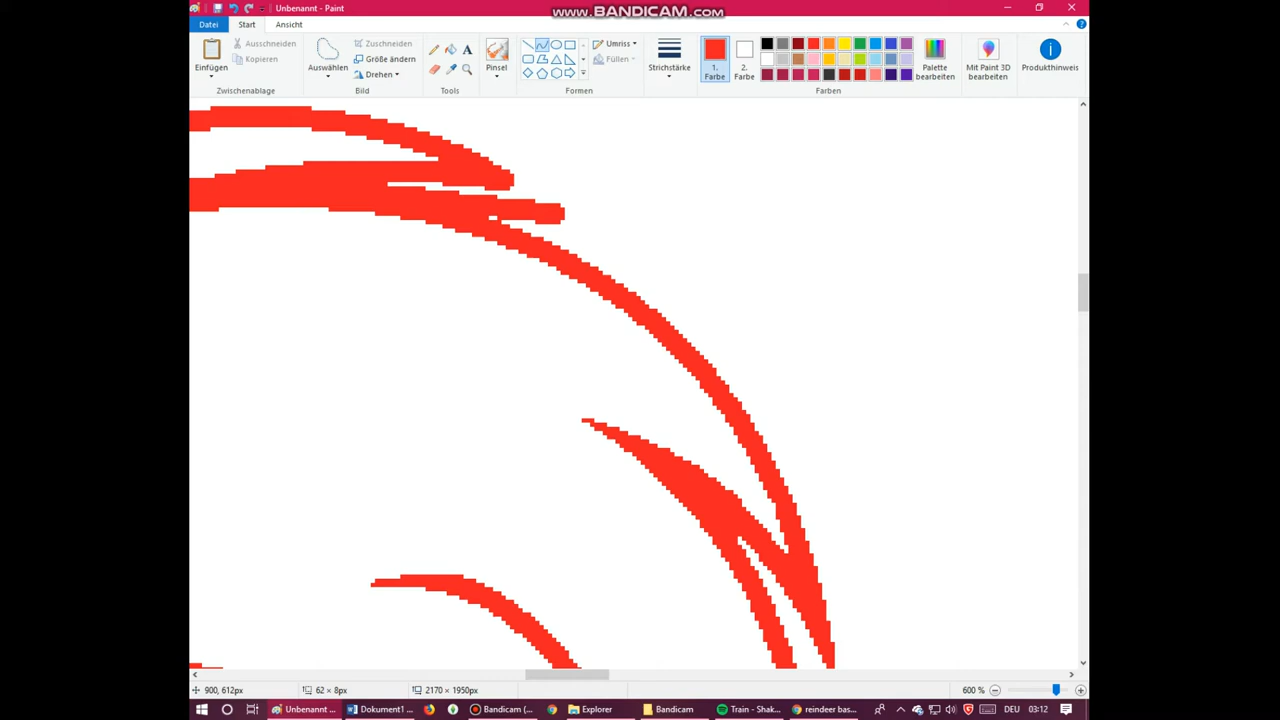 Unbenannt - Paint
www.BANDICAM.com
Datei
Start
Ansicht
Einfügen
Ausschneiden
Kopieren
Zwischenablage
Auswählen
Zuschneiden
Größe ändern
Drehen
Bild
A
Tools
Pinsel
Umriss
Füllen
Formen
Strichstärke
1.
Farbe
2.
Farbe
Palette
bearbeiten
Farben
Mit Paint 3D
bearbeiten
Produkthinweis
900, 612px
62 × 8px
2170 × 1950px
600 %
Unbenannt ...
Dokument1 ...
Bandicam (...
Explorer
Bandicam
Train - Shak...
reindeer bas...
DEU
03:12